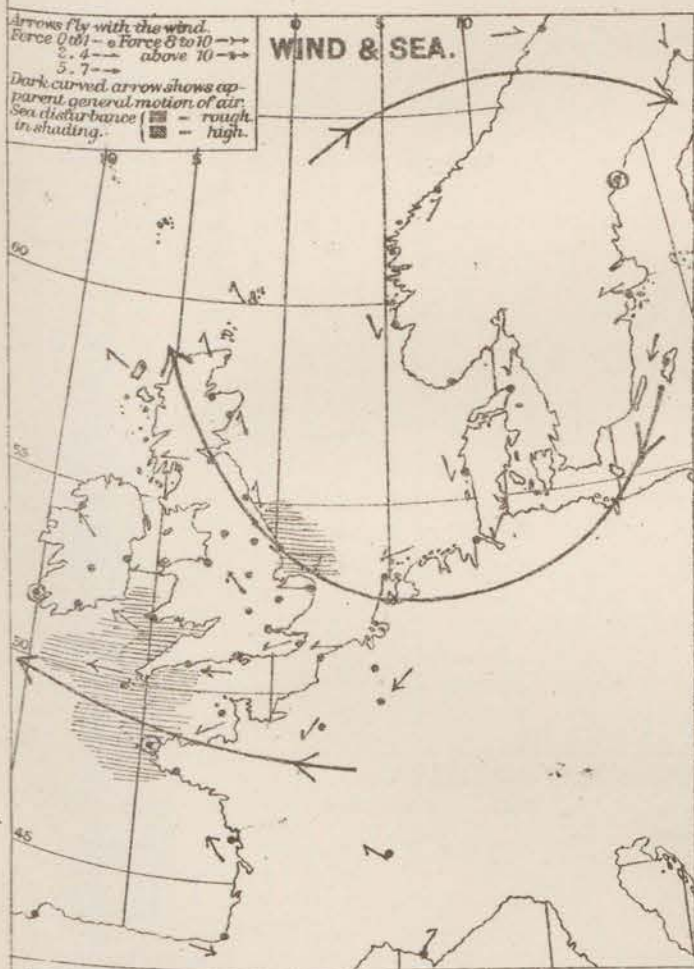 Arrows fly with the wind.
Force 0 to 1 Force 8 to 10
2. 4 above 10
5. 7
Dark curved arrow shows ap-
parent general motion of air.
Sea disturbance - rough.
in shading. - high.
WIND & SEA.
0
10
10
5
60
55
50
45